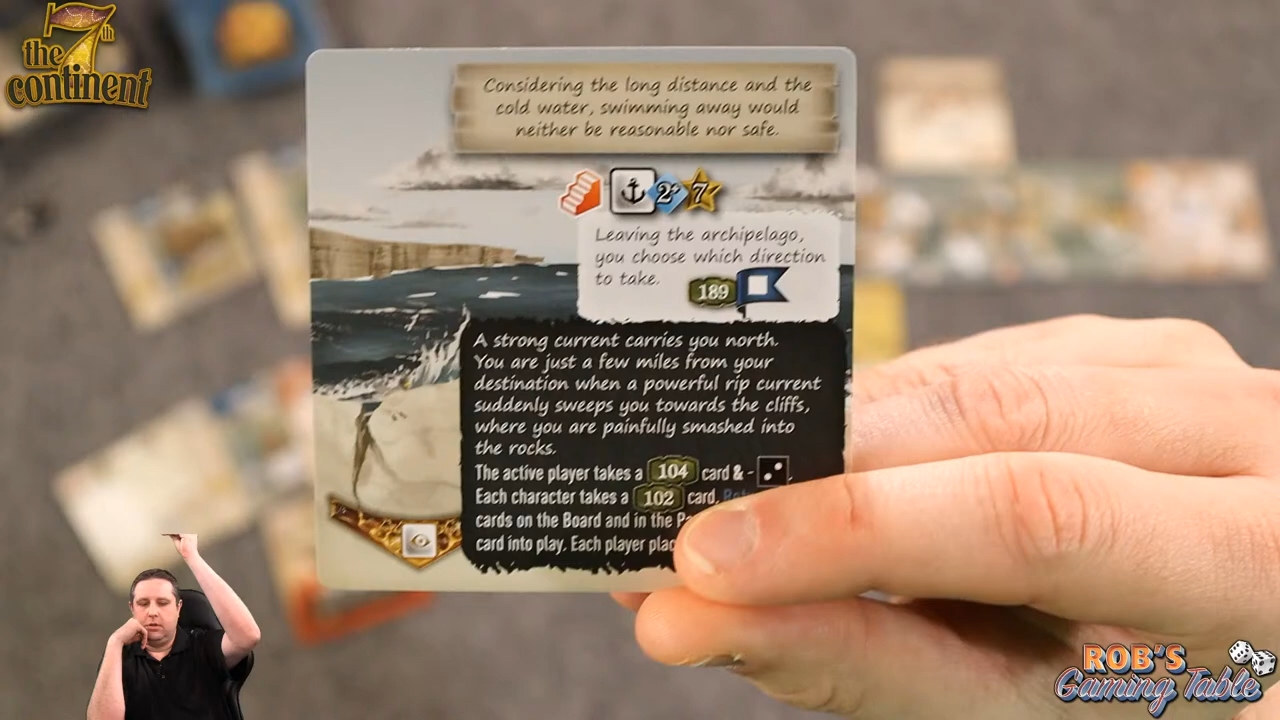 the 7th
continent
Considering the long distance and the
cold water, swimming away would
neither be reasonable nor safe.
2+ 7
Leaving the archipelago,
you choose which direction
to take.
189
A strong current carries you north.
You are just a few miles from your
destination when a powerful rip current
suddenly sweeps you towards the cliffs,
where you are painfully smashed into
the rocks.
The active player takes a 104 card & -
Each character takes a 102 card.
cards on the Board and in the
card into play. Each player
ROB'S
Gaming Table